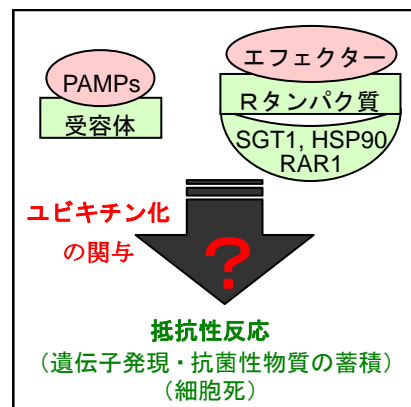 PAMPs
受容体
エフェクター
Rタンパク質
SGT1, HSP90
RAR1
ユビキチン化
の関与
?
抵抗性反応
（遺伝子発現・抗菌性物質の蓄積）
（細胞死）